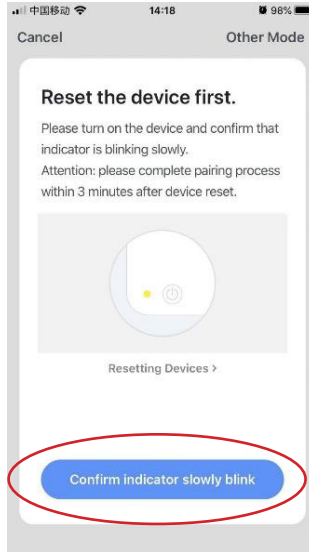 中国移动 14:18 98%
Cancel Other Mode
Reset the device first.
Please turn on the device and confirm that
indicator is blinking slowly.
Attention: please complete pairing process
within 3 minutes after device reset.
Resetting Devices >
Confirm indicator slowly blink